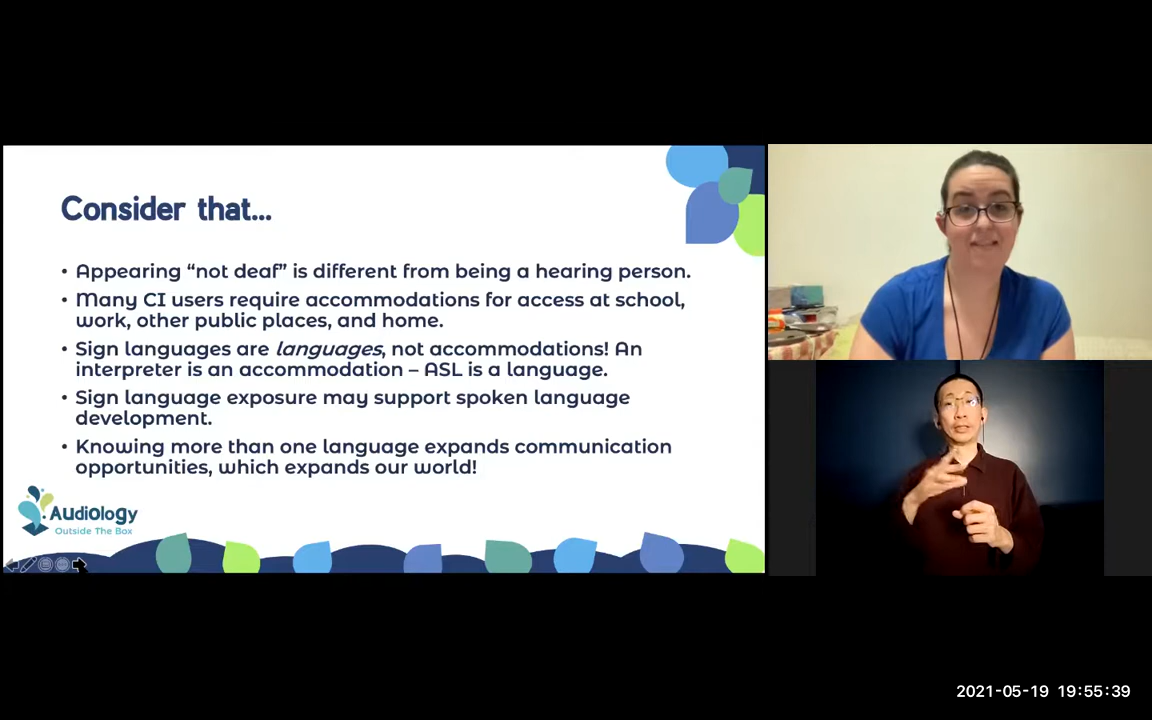 Consider that...
• Appearing “not deaf” is different from being a hearing person.
• Many CI users require accommodations for access at school,
work, other public places, and home.
• Sign languages are languages, not accommodations! An
interpreter is an accommodation – ASL is a language.
• Sign language exposure may support spoken language
development.
• Knowing more than one language expands communication
opportunities, which expands our world!
Audiology
Outside The Box
2021-05-19 19:55:39